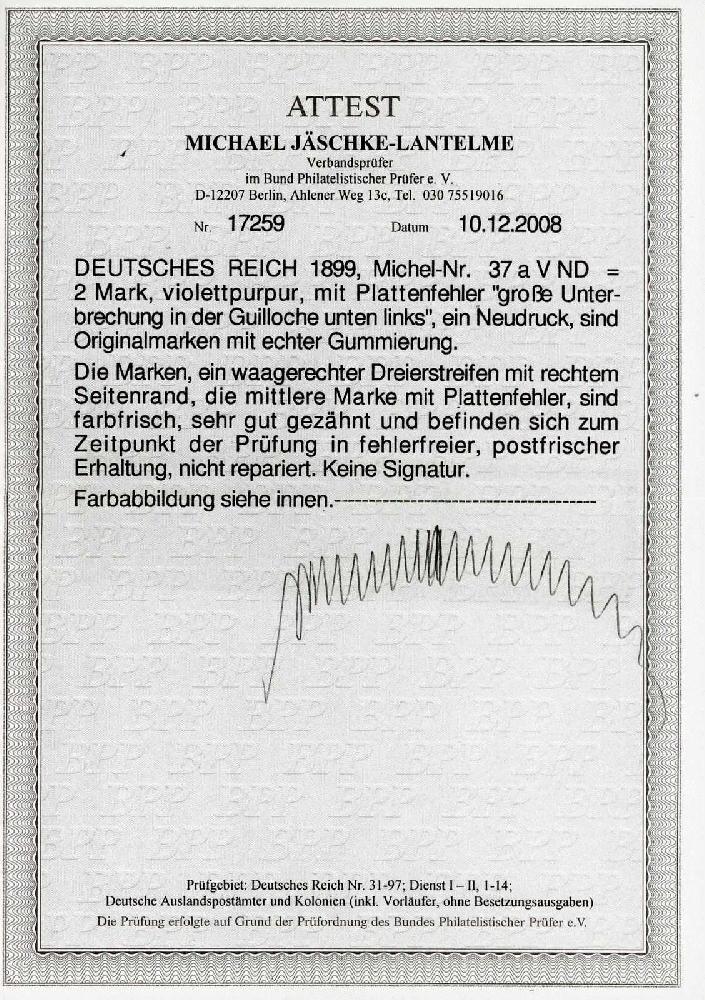 ATTEST
MICHAEL JÄSCHKE-LANTELME
Verbandsprüfer
im Bund Philatelistischer Prüfer e. V.
D-12207 Berlin, Ahlener Weg 13c, Tel. 030 75519016
Nr. 17259 Datum 10.12.2008
DEUTSCHES REICH 1899, Michel-Nr. 37 a V ND =
2 Mark, violettpurpur, mit Plattenfehler "große Unter-
brechung in der Guilloche unten links", ein Neudruck, sind
Originalmarken mit echter Gummierung.
Die Marken, ein waagerechter Dreierstreifen mit rechtem
Seitenrand, die mittlere Marke mit Plattenfehler, sind
farbfrisch, sehr gut gezähnt und befinden sich zum
Zeitpunkt der Prüfung in fehlerfreier, postfrischer
Erhaltung, nicht repariert. Keine Signatur.
Farbabbildung siehe innen.--------------------------------------
Prüfgebiet: Deutsches Reich Nr. 31-97; Dienst I – II, 1-14;
Deutsche Auslandspostämter und Kolonien (inkl. Vorläufer, ohne Besetzungsausgaben)
Die Prüfung erfolgte auf Grund der Prüfordnung des Bundes Philatelistischer Prüfer e.V.